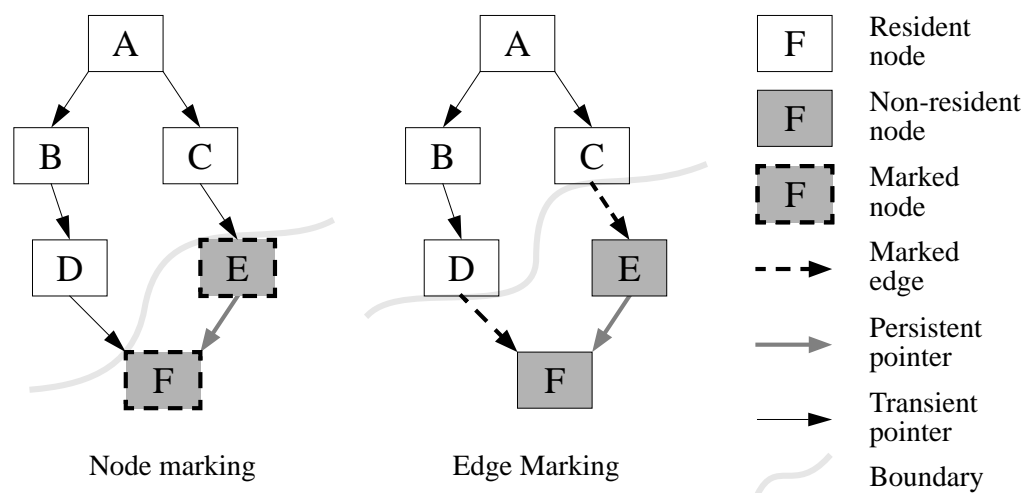 A
B
C
D
E
F
Node marking
A
B
C
D
E
F
Edge Marking
F
Resident
node
F
Non-resident
node
F
Marked
node
Marked
edge
Persistent
pointer
Transient
pointer
Boundary